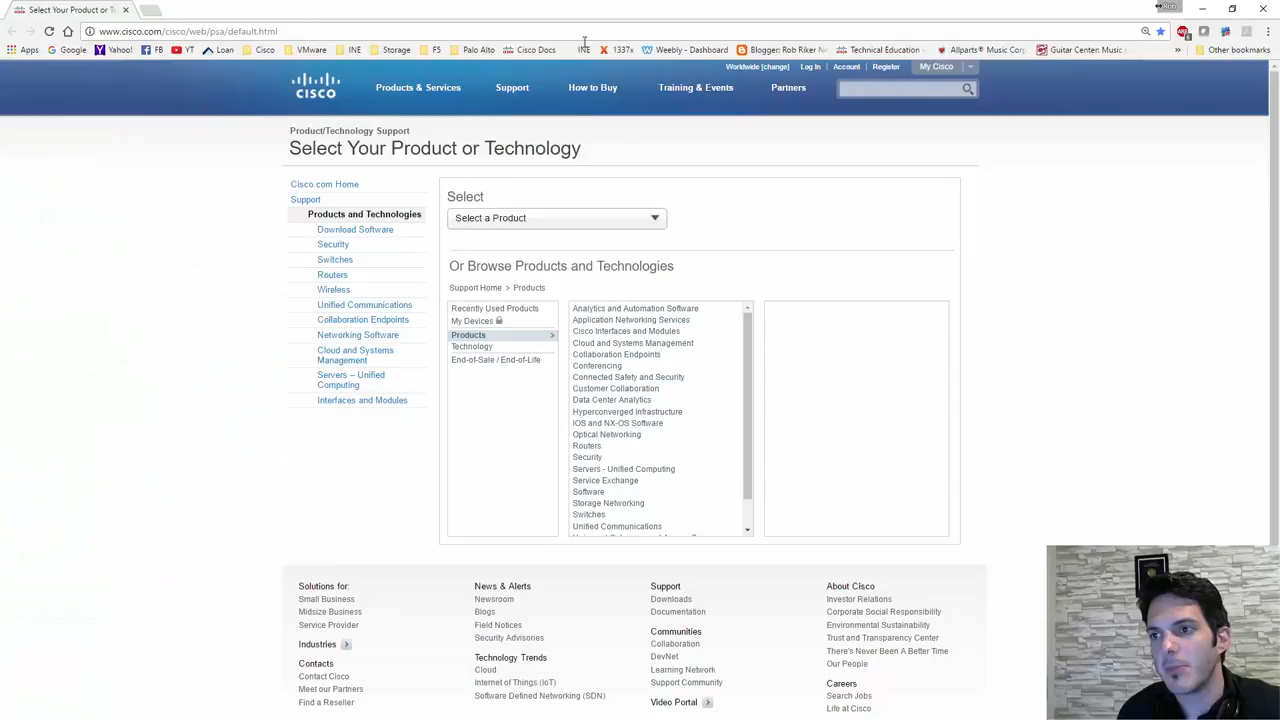 Select Your Product or T
Rob
www.cisco.com/cisco/web/psa/default.html
Apps Google Yahoo! FB YT Loan Cisco VMware INE Storage F5 Palo Alto Cisco Docs INE 1337x Weebly - Dashboard Blogger: Rob Riker Ne Technical Education Allparts® Music Corp Guitar Center: Music I » Other bookmarks
Worldwide [change] Log In Account Register My Cisco
CISCO
Products & Services Support How to Buy Training & Events Partners
Product/Technology Support
Select Your Product or Technology
Cisco.com Home
Support
Products and Technologies
Download Software
Security
Switches
Routers
Wireless
Unified Communications
Collaboration Endpoints
Networking Software
Cloud and Systems
Management
Servers – Unified
Computing
Interfaces and Modules
Select
Select a Product
Or Browse Products and Technologies
Support Home > Products
Recently Used Products
My Devices
Products >
Technology
End-of-Sale / End-of-Life
Analytics and Automation Software
Application Networking Services
Cisco Interfaces and Modules
Cloud and Systems Management
Collaboration Endpoints
Conferencing
Connected Safety and Security
Customer Collaboration
Data Center Analytics
Hyperconverged Infrastructure
IOS and NX-OS Software
Optical Networking
Routers
Security
Servers - Unified Computing
Service Exchange
Software
Storage Networking
Switches
Unified Communications
Solutions for:
Small Business
Midsize Business
Service Provider
Industries
Contacts
Contact Cisco
Meet our Partners
Find a Reseller
News & Alerts
Newsroom
Blogs
Field Notices
Security Advisories
Technology Trends
Cloud
Internet of Things (IoT)
Software Defined Networking (SDN)
Support
Downloads
Documentation
Communities
Collaboration
DevNet
Learning Network
Support Community
Video Portal
About Cisco
Investor Relations
Corporate Social Responsibility
Environmental Sustainability
Trust and Transparency Center
There's Never Been A Better Time
Our People
Careers
Search Jobs
Life at Cisco